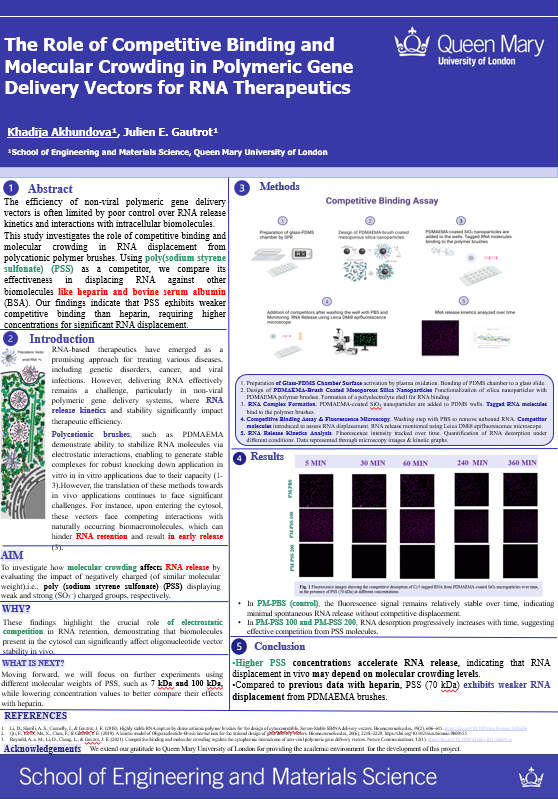 The Role of Competitive Binding and
Molecular Crowding in Polymeric Gene
Delivery Vectors for RNA Therapeutics
Queen Mary
University of London
Khadija Akhundova¹, Julien E. Gautrot¹
¹School of Engineering and Materials Science, Queen Mary University of London
1 Abstract
The efficiency of non-viral polymeric gene delivery
vectors is often limited by poor control over RNA release
kinetics and interactions with intracellular biomolecules.
This study investigates the role of competitive binding and
molecular crowding in RNA displacement from
polycationic polymer brushes. Using poly(sodium styrene
sulfonate) (PSS) as a competitor, we compare its
effectiveness in displacing RNA against other
biomolecules like heparin and bovine serum albumin
(BSA). Our findings indicate that PSS exhibits weaker
competitive binding than heparin, requiring higher
concentrations for significant RNA displacement.
2 Introduction
RNA-based therapeutics have emerged as a
promising approach for treating various diseases,
including genetic disorders, cancer, and viral
infections. However, delivering RNA effectively
remains a challenge, particularly in non-viral
polymeric gene delivery systems, where RNA
release kinetics and stability significantly impact
therapeutic efficiency.
Polycationic brushes, such as PDMAEMA
demonstrate ability to stabilize RNA molecules via
electrostatic interactions, enabling to generate stable
complexes for robust knocking down application in
vitro in in vitro applications due to their capacity (1-
3).However, the translation of these methods towards
in vivo applications continues to face significant
challenges. For instance, upon entering the cytosol,
these vectors face competing interactions with
naturally occurring biomacromolecules, which can
hinder RNA retention and result in early release
(3).
AIM
To investigate how molecular crowding affects RNA release by
evaluating the impact of negatively charged (of similar molecular
weight),i.e., poly (sodium styrene sulfonate) (PSS) displaying
weak and strong (SO₃⁻) charged groups, respectively.
WHY?
These findings highlight the crucial role of electrostatic
competition in RNA retention, demonstrating that biomolecules
present in the cytosol can significantly affect oligonucleotide vector
stability in vivo.
WHAT IS NEXT?
Moving forward, we will focus on further experiments using
different molecular weights of PSS, such as 7 kDa and 100 kDa,
while lowering concentration values to better compare their effects
with heparin.
3 Methods
Competitive Binding Assay
1
Preparation of glass-PDMS
chamber by SPR
2
Design of PDMAEMA-brush coated
mesoporous silica nanoparticles
3
PDMAEMA-coated SiO₂ nanoparticles
are added to the wells. Tagged RNA molecules
binding to the polymer brushes
4
Addition of competitors after washing the well with PBS and
Monitoring RNA Release using Leica DMI8 epifluorescence
microscope
5
RNA release kinetics analyzed over time
1. Preparation of Glass-PDMS Chamber Surface activation by plasma oxidation. Bonding of PDMS chamber to a glass slide.
2. Design of PDMAEMA-Brush Coated Mesoporous Silica Nanoparticles Functionalization of silica nanoparticles with
PDMAEMA polymer brushes. Formation of a polyelectrolyte shell for RNA binding.
3. RNA Complex Formation. PDMAEMA-coated SiO₂ nanoparticles are added to PDMS wells. Tagged RNA molecules
bind to the polymer brushes.
4. Competitive Binding Assay & Fluorescence Microscopy. Washing step with PBS to remove unbound RNA. Competitor
molecules introduced to assess RNA displacement. RNA release monitored using Leica DMI8 epifluorescence microscope.
5. RNA Release Kinetics Analysis. Fluorescence intensity tracked over time. Quantification of RNA desorption under
different conditions. Data represented through microscopy images & kinetic graphs.
4 Results
5 MIN 30 MIN 60 MIN 240 MIN 360 MIN
PM-PBS
PM-PSS 100
PM-PSS 200
Fig. 1 Fluorescence images showing the competitive desorption of Cy5-tagged RNA from PDMAEMA-coated SiO₂ nanoparticles over time,
in the presence of PSS (70 kDa) at different concentrations.
• In PM-PBS (control), the fluorescence signal remains relatively stable over time, indicating
minimal spontaneous RNA release without competitive displacement.
• In PM-PSS 100 and PM-PSS 200, RNA desorption progressively increases with time, suggesting
effective competition from PSS molecules.
5 Conclusion
•Higher PSS concentrations accelerate RNA release, indicating that RNA
displacement in vivo may depend on molecular crowding levels.
•Compared to previous data with heparin, PSS (70 kDa) exhibits weaker RNA
displacement from PDMAEMA brushes.
REFERENCES
Acknowledgements We extend our gratitude to Queen Mary University of London for providing the academic environment for the development of this project.
School of Engineering and Materials Science